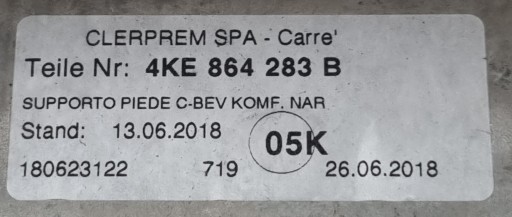 CLERPREM SPA - Carre'
Teile Nr: 4KE 864 283 B
SUPPORTO PIEDE C-BEV KOMF. NAR
Stand: 13.06.2018 05K
180623122 719 26.06.2018